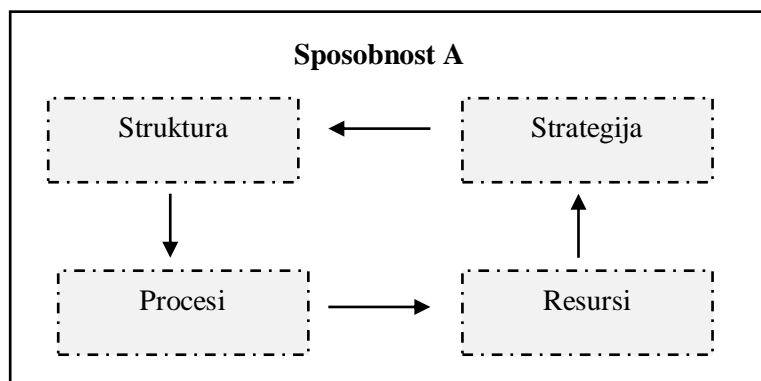 Sposobnost A
Struktura
Strategija
Procesi
Resursi